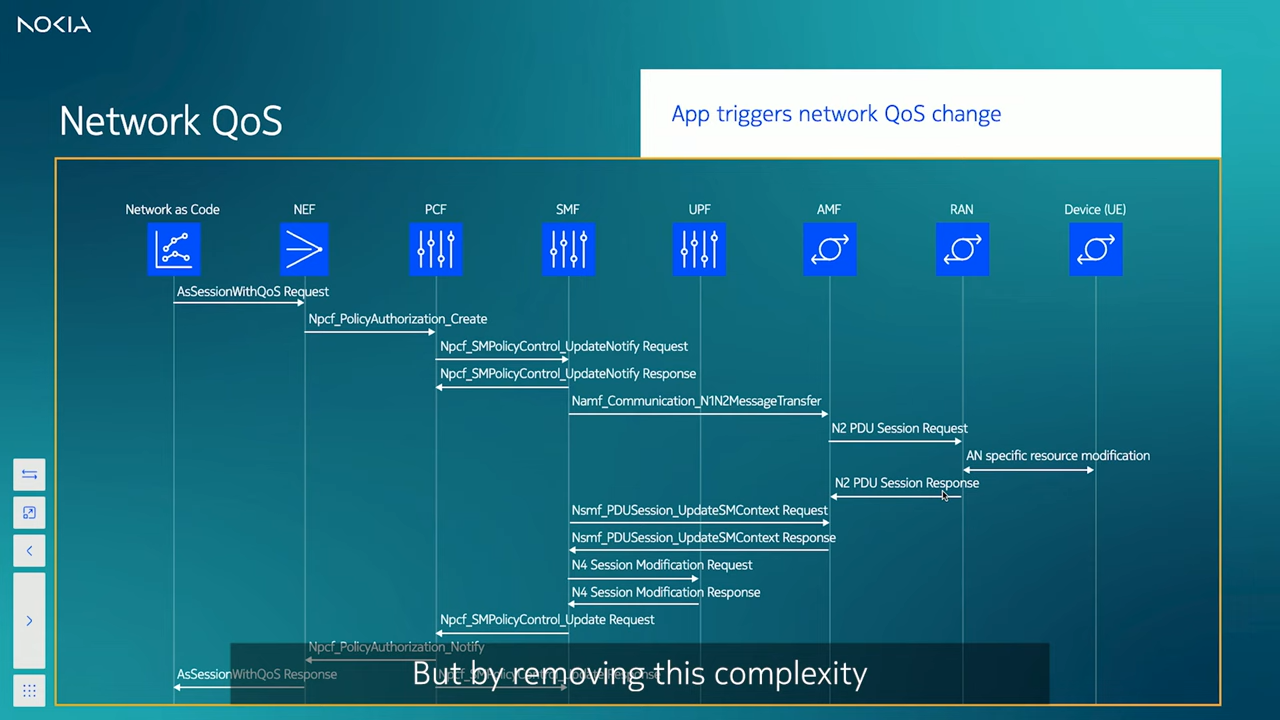 NOKIA
Network QoS
App triggers network QoS change
Network as Code
NEF
PCF
SMF
UPF
AMF
RAN
Device (UE)
AsSessionWithQoS Request
Npcf_PolicyAuthorization_Create
Npcf_SMPolicyControl_UpdateNotify Request
Npcf_SMPolicyControl_UpdateNotify Response
Namf_Communication_N1N2MessageTransfer
N2 PDU Session Request
AN specific resource modification
N2 PDU Session Response
Nsmf_PDUSession_UpdateSMContext Request
Nsmf_PDUSession_UpdateSMContext Response
N4 Session Modification Request
N4 Session Modification Response
Npcf_SMPolicyControl_Update Request
Npcf_PolicyAuthorization_Notify
AsSessionWithQoS Response
But by removing this complexity